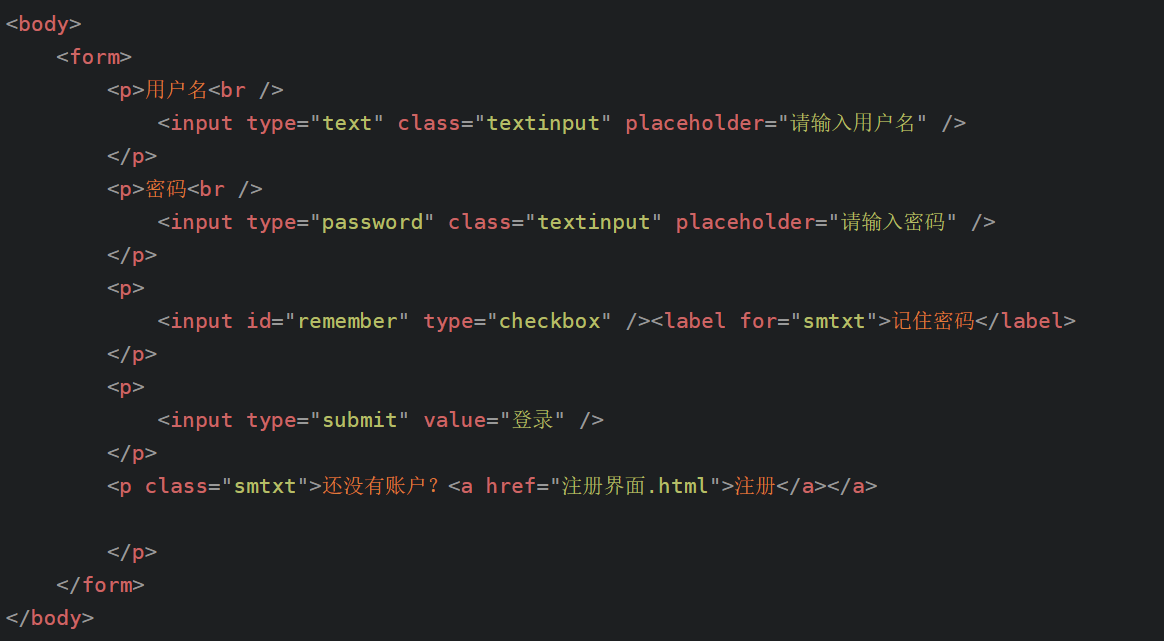 <body>
<form>
<p>用户名<br />
<input type="text" class="textinput" placeholder="请输入用户名" />
</p>
<p>密码<br />
<input type="password" class="textinput" placeholder="请输入密码" />
</p>
<p>
<input id="remember" type="checkbox" /><label for="smtxt">记住密码</label>
</p>
<p>
<input type="submit" value="登录" />
</p>
<p class="smtxt">还没有账户? <a href="注册界面.html">注册</a></a>
</p>
</form>
</body>